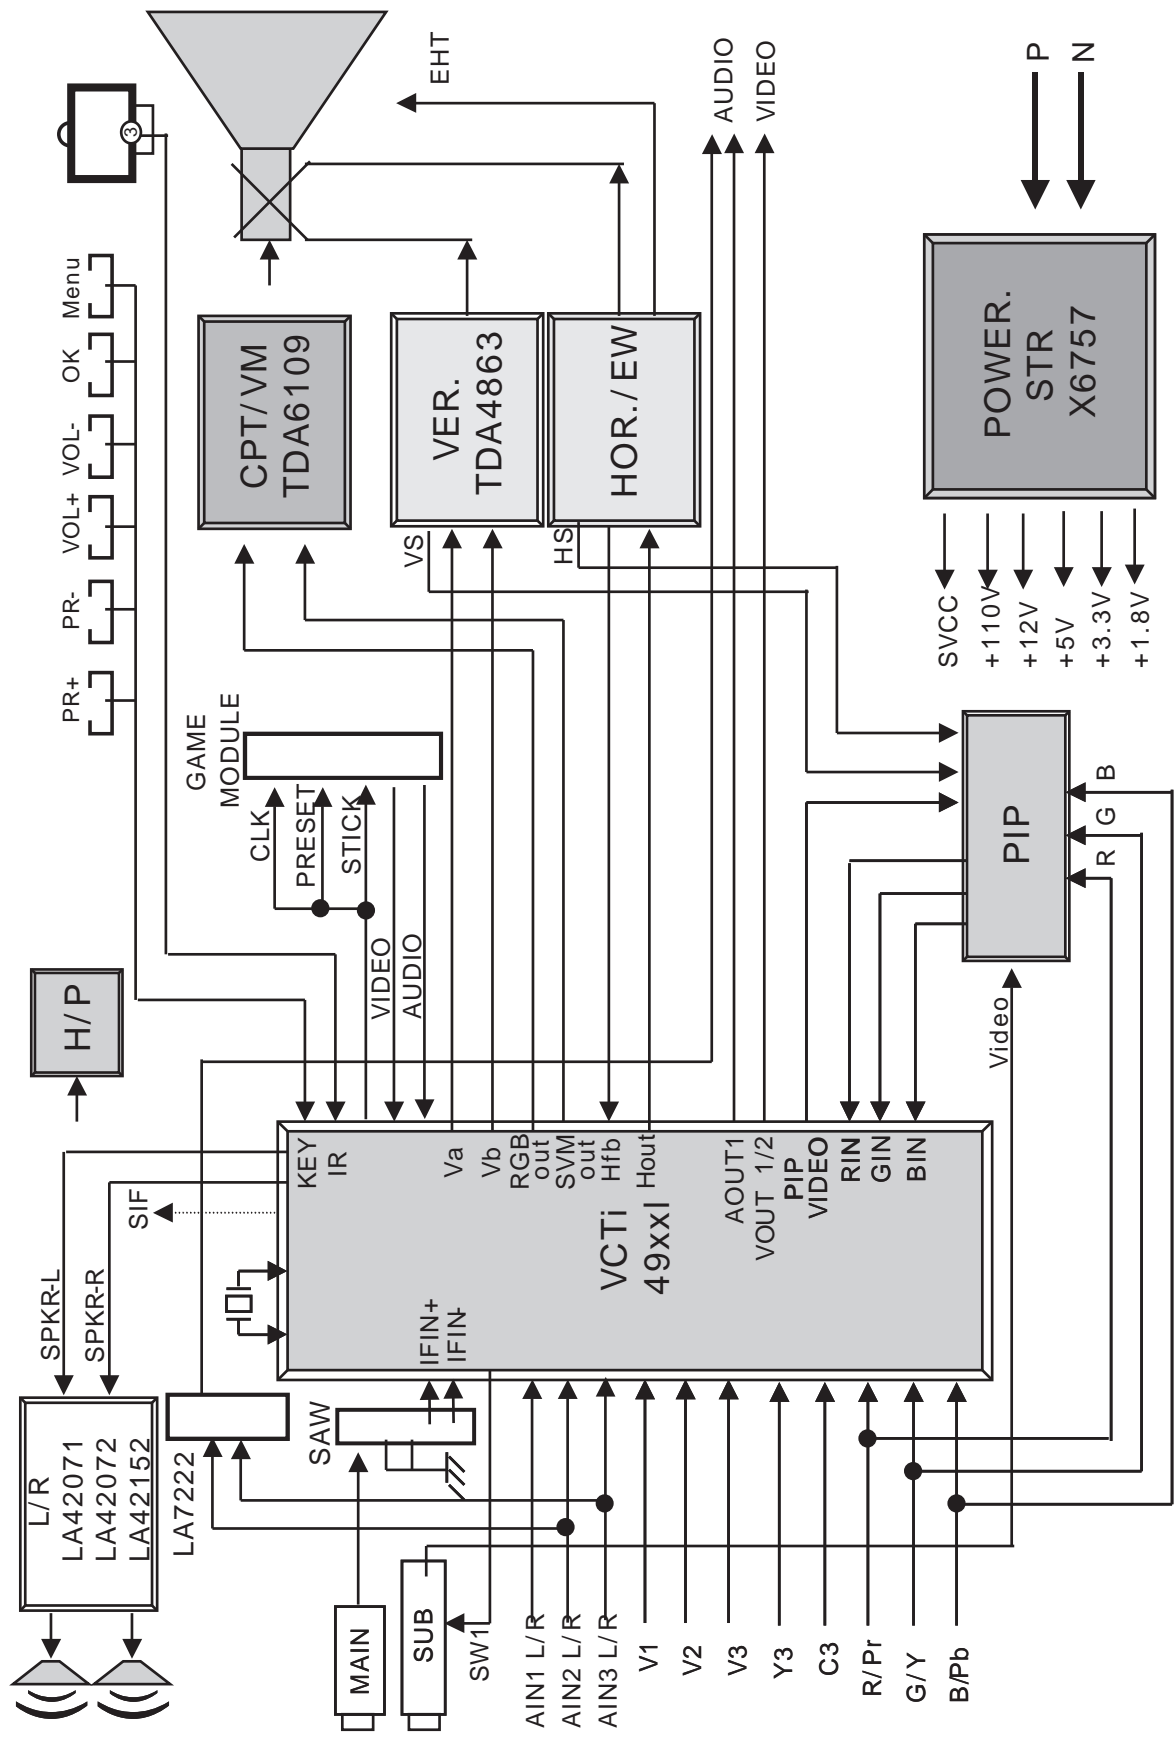 L/R
LA42071
LA42072
LA42152
SPKR-L
SPKR-R
SIF
H/P
PR+
PR-
VOL+
VOL-
OK
Menu
3
LA7222
SAW
MAIN
SUB
SW1
AIN1 L/R
AIN2 L/R
AIN3 L/R
V1
V2
V3
Y3
C3
R/Pr
G/Y
B/Pb
IFIN+
IFIN-
VCTi
49xxI
KEY
IR
Va
Vb
RGB
out
SVM
out
Hfb
Hout
AOUT1
VOUT 1/2
PIP
VIDEO
RIN
GIN
BIN
VIDEO
AUDIO
CLK
PRESET
STICK
GAME
MODULE
CPT/VM
TDA6109
VER.
TDA4863
HOR./EW
VS
HS
EHT
AUDIO
VIDEO
Video
PIP
R
G
B
SVCC
+110V
+12V
+5V
+3.3V
+1.8V
POWER.
STR
X6757
P
N